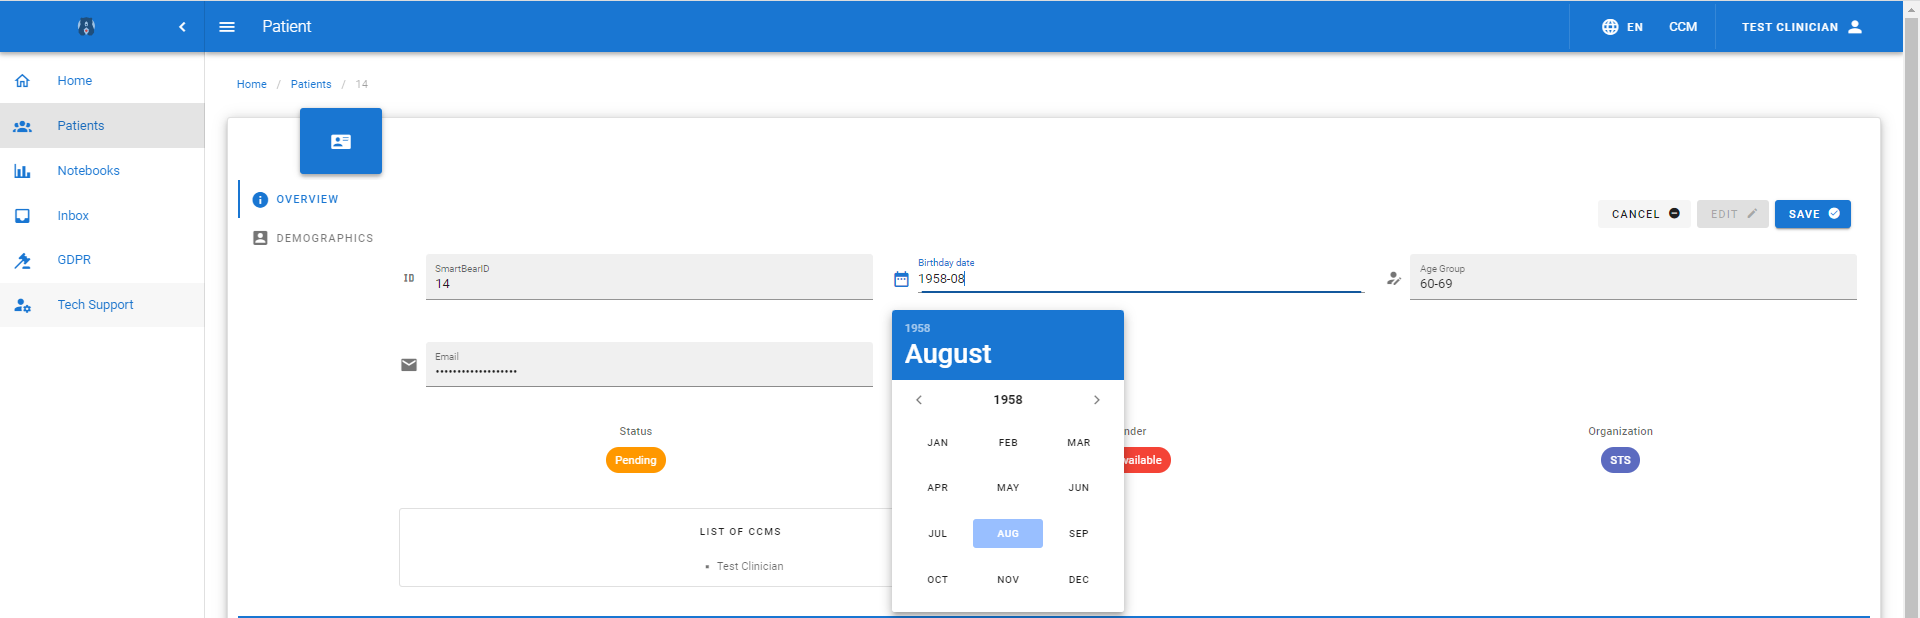 Patient
EN
CCM
TEST CLINICIAN
Home
Patients
Notebooks
Inbox
GDPR
Tech Support
Home / Patients / 14
OVERVIEW
DEMOGRAPHICS
CANCEL
EDIT
SAVE
ID
SmartBearID
14
Birthday date
1958-08
Age Group
60-69
Email
•••••••••••••••••••
1958
August
1958
JAN FEB MAR
APR MAY JUN
JUL AUG SEP
OCT NOV DEC
Status
Pending
nder
vailable
Organization
STS
LIST OF CCMS
• Test Clinician